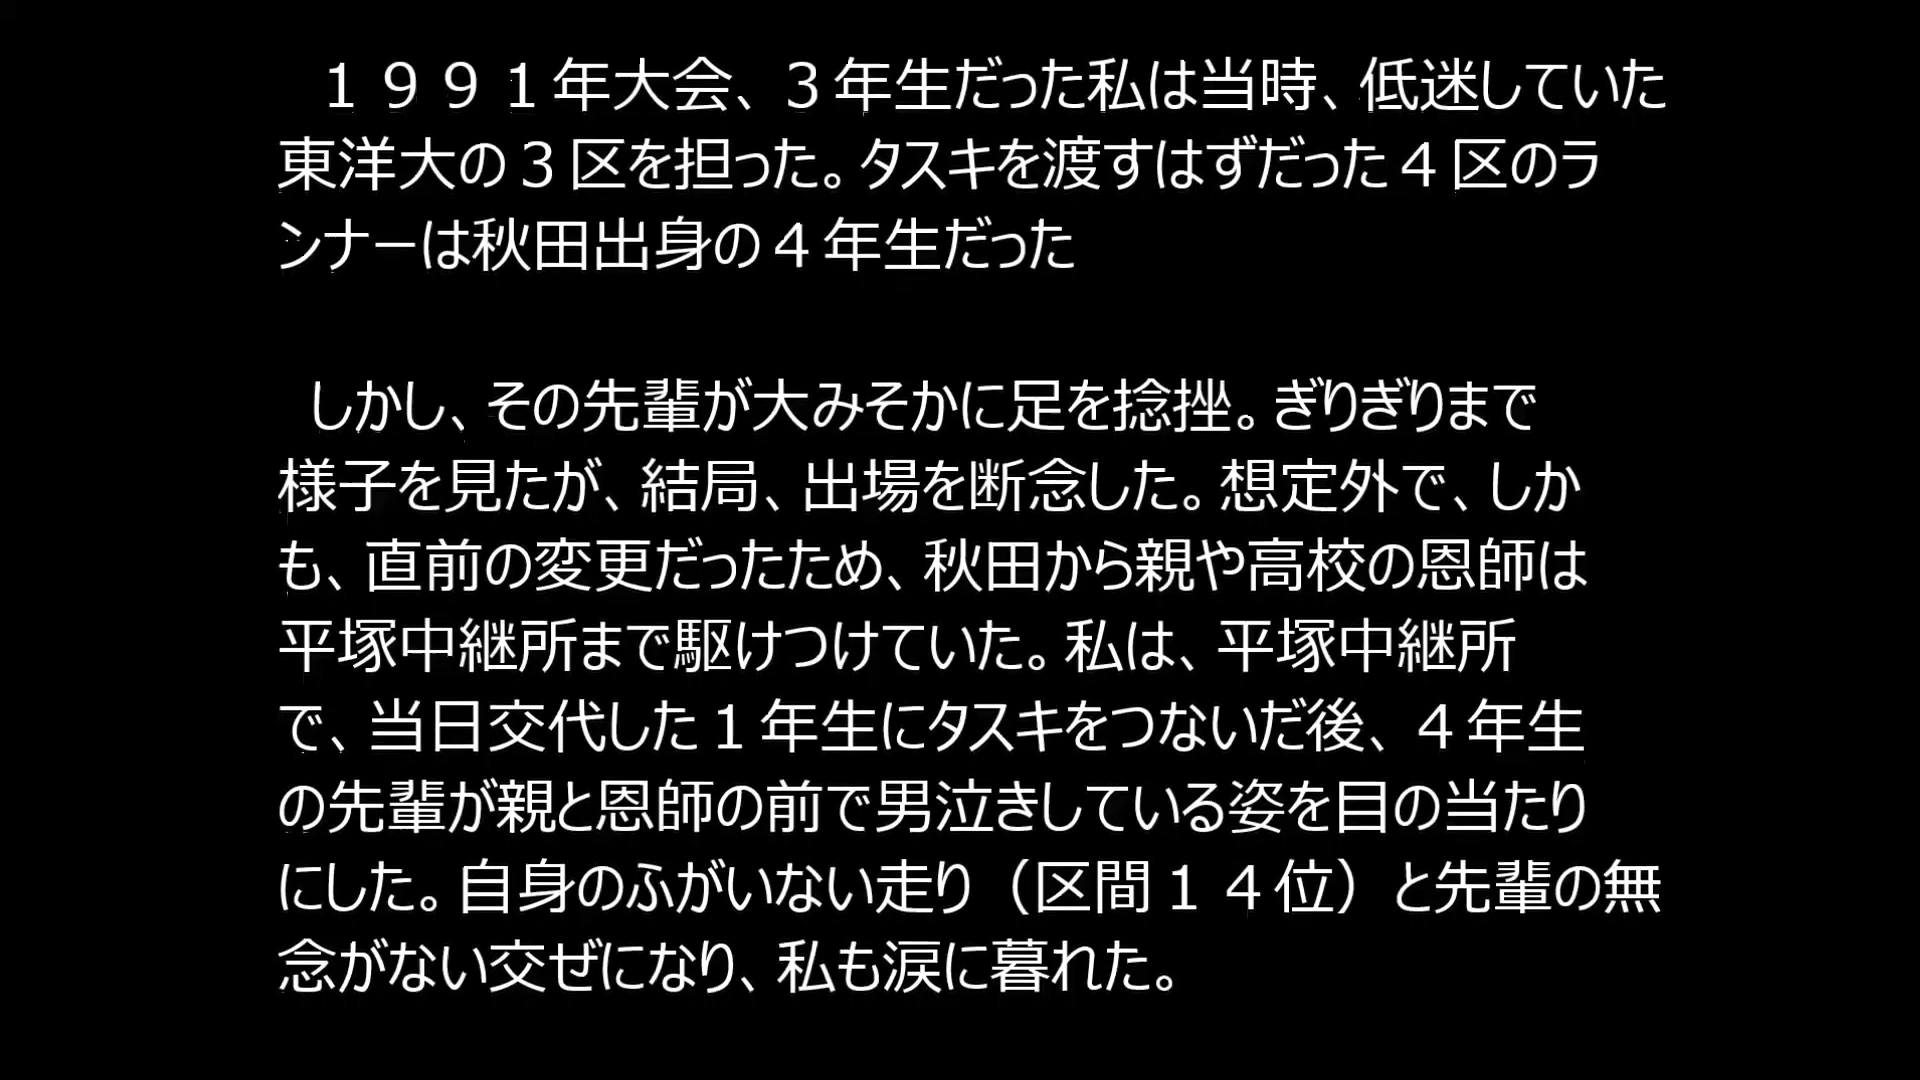 １９９１年大会、３年生だった私は当時、低迷していた
東洋大の３区を担った。タスキを渡すはずだった４区のラ
ンナーは秋田出身の４年生だった
しかし、その先輩が大みそかに足を捻挫。ぎりぎりまで
様子を見たが、結局、出場を断念した。想定外で、しか
も、直前の変更だったため、秋田から親や高校の恩師は
平塚中継所まで駆けつけていた。私は、平塚中継所
で、当日交代した１年生にタスキをつないだ後、４年生
の先輩が親と恩師の前で男泣きしている姿を目の当たり
にした。自身のふがいない走り（区間１４位）と先輩の無
念がない交ぜになり、私も涙に暮れた。